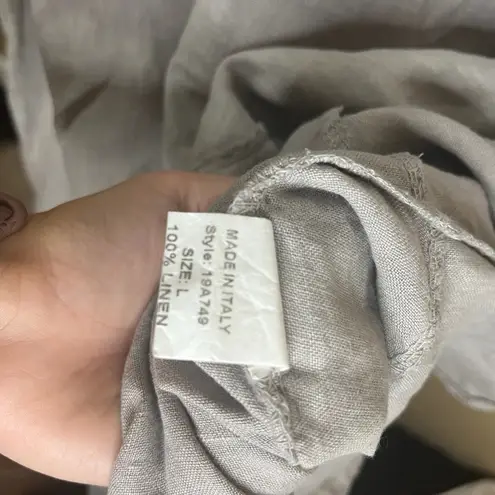 MADE IN ITALY
Style: 19A749
SIZE: L
100% LINEN